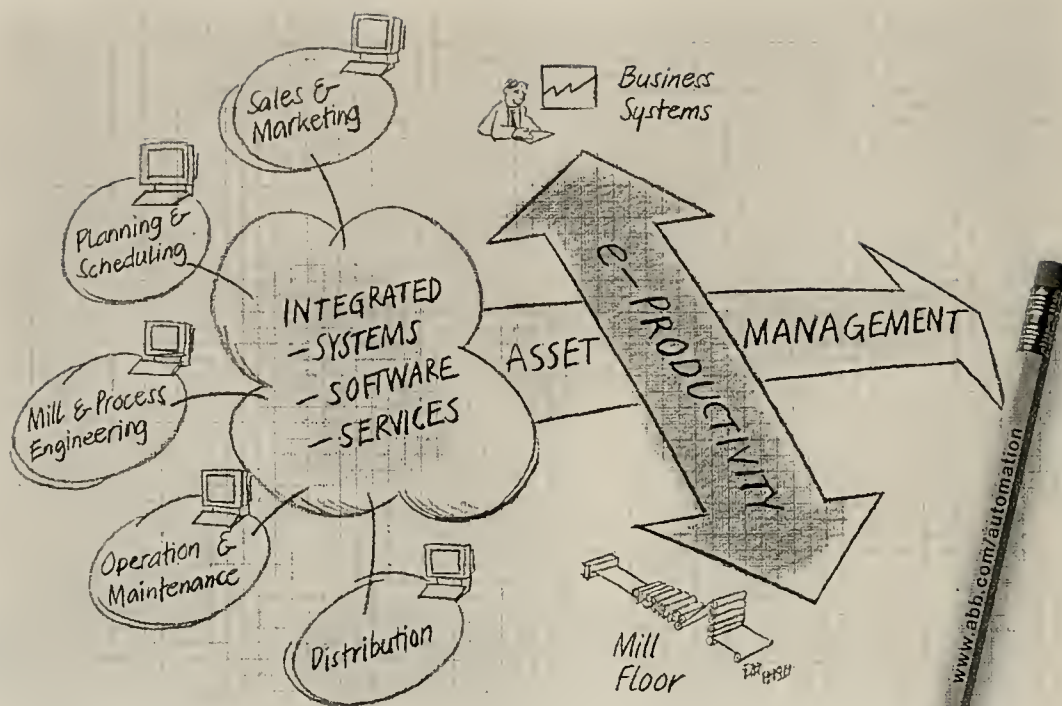 Sales &
Marketing
Business
Systems
Planning &
Scheduling
INTEGRATED
- SYSTEMS
- SOFTWARE
- SERVICES
ASSET
e-PRODUCTIVITY
MANAGEMENT
Mill & Process
Engineering
Operation &
Maintenance
Distribution
Mill
Floor
www.abb.com/automation